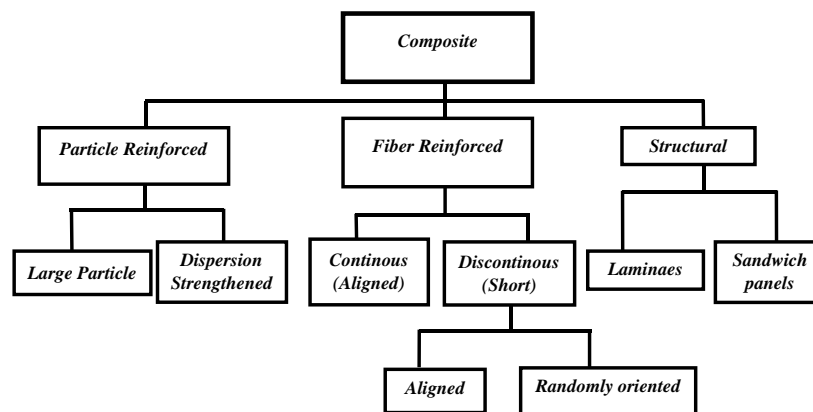 Composite
Particle Reinforced
Fiber Reinforced
Structural
Large Particle
Dispersion
Strengthened
Continous
(Aligned)
Discontinous
(Short)
Laminaes
Sandwich
panels
Aligned
Randomly oriented